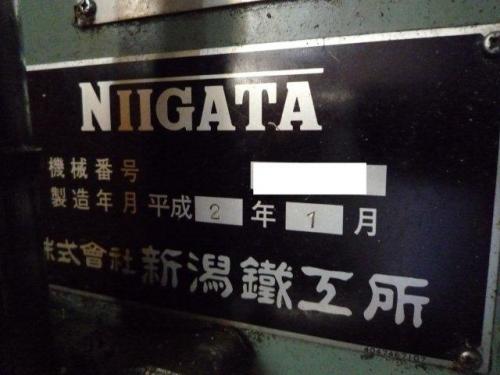 NIIGATA
機械番号
製造年月 平成 2 年 1 月
株式會社 新潟鐵工所